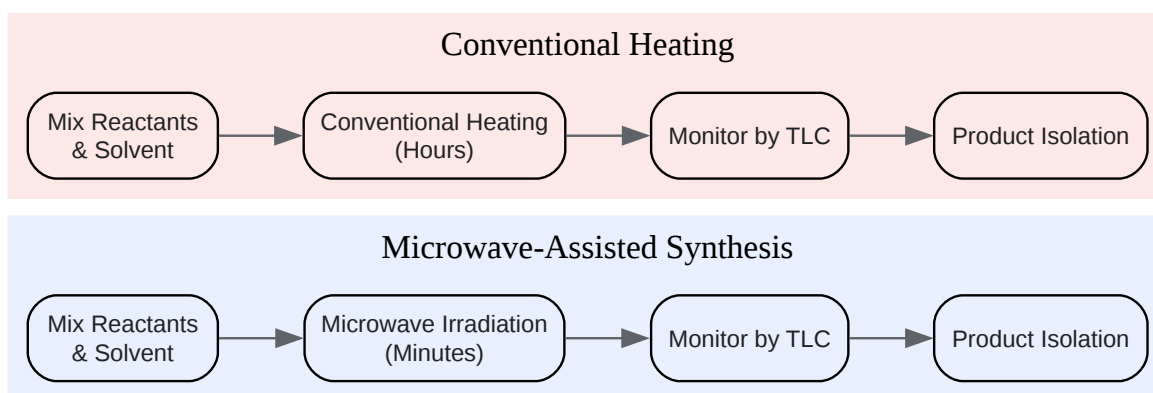 Conventional Heating
Mix Reactants
& Solvent
Conventional Heating
(Hours)
Monitor by TLC
Product Isolation
Microwave-Assisted Synthesis
Mix Reactants
& Solvent
Microwave Irradiation
(Minutes)
Monitor by TLC
Product Isolation